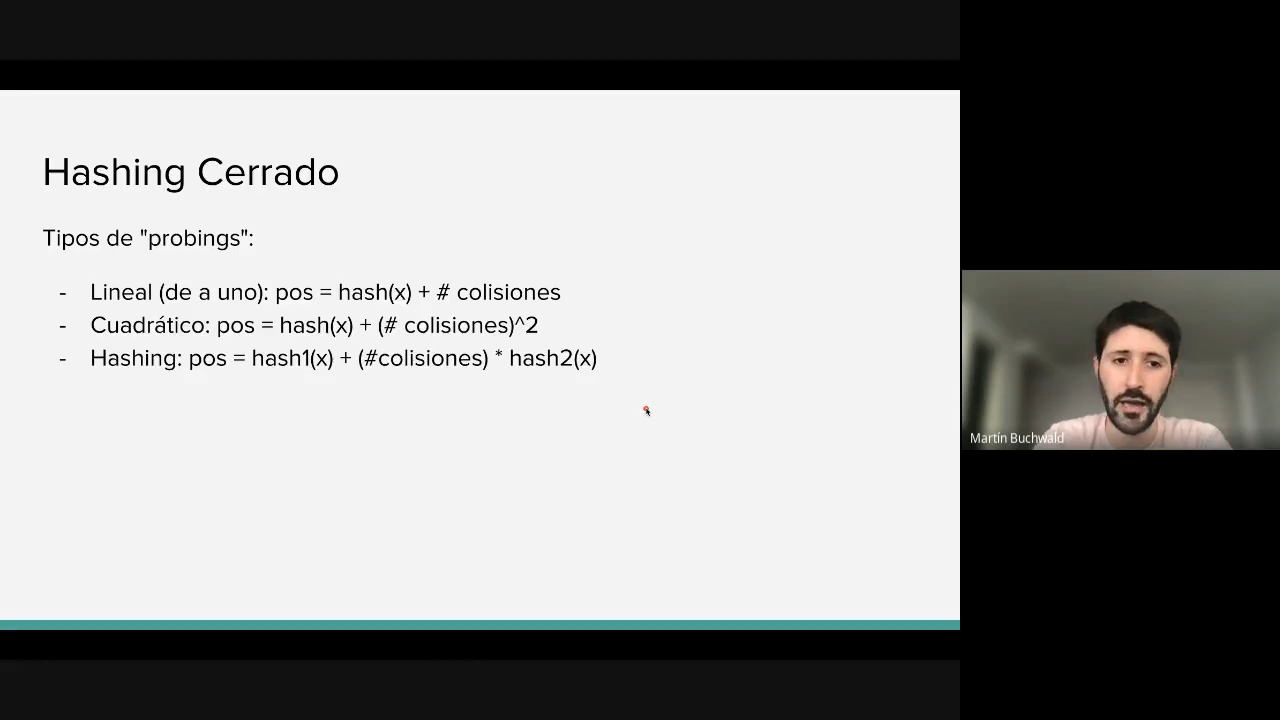 Hashing Cerrado
Tipos de "probings":
- Lineal (de a uno): pos = hash(x) + # colisiones
- Cuadrático: pos = hash(x) + (# colisiones)^2
- Hashing: pos = hash1(x) + (#colisiones) * hash2(x)
Martín Buchwald